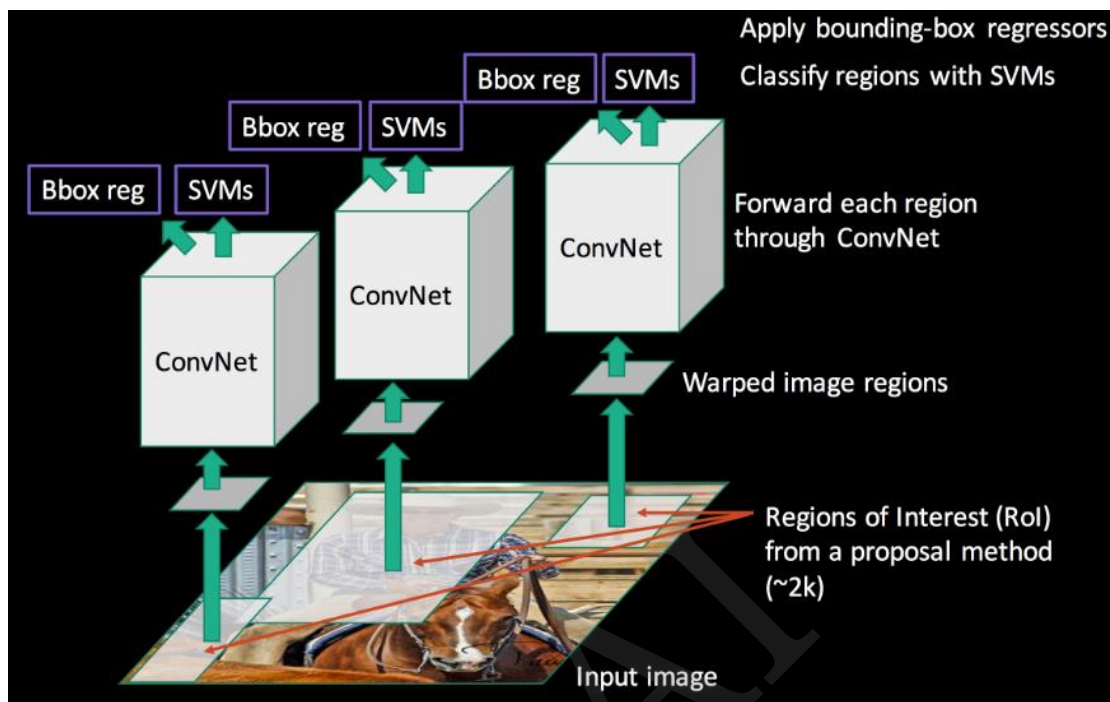 Apply bounding-box regressors
Classify regions with SVMs
Bbox reg
SVMs
Bbox reg
SVMs
Bbox reg
SVMs
Forward each region
through ConvNet
ConvNet
ConvNet
ConvNet
Warped image regions
Regions of Interest (RoI)
from a proposal method
(~2k)
Input image